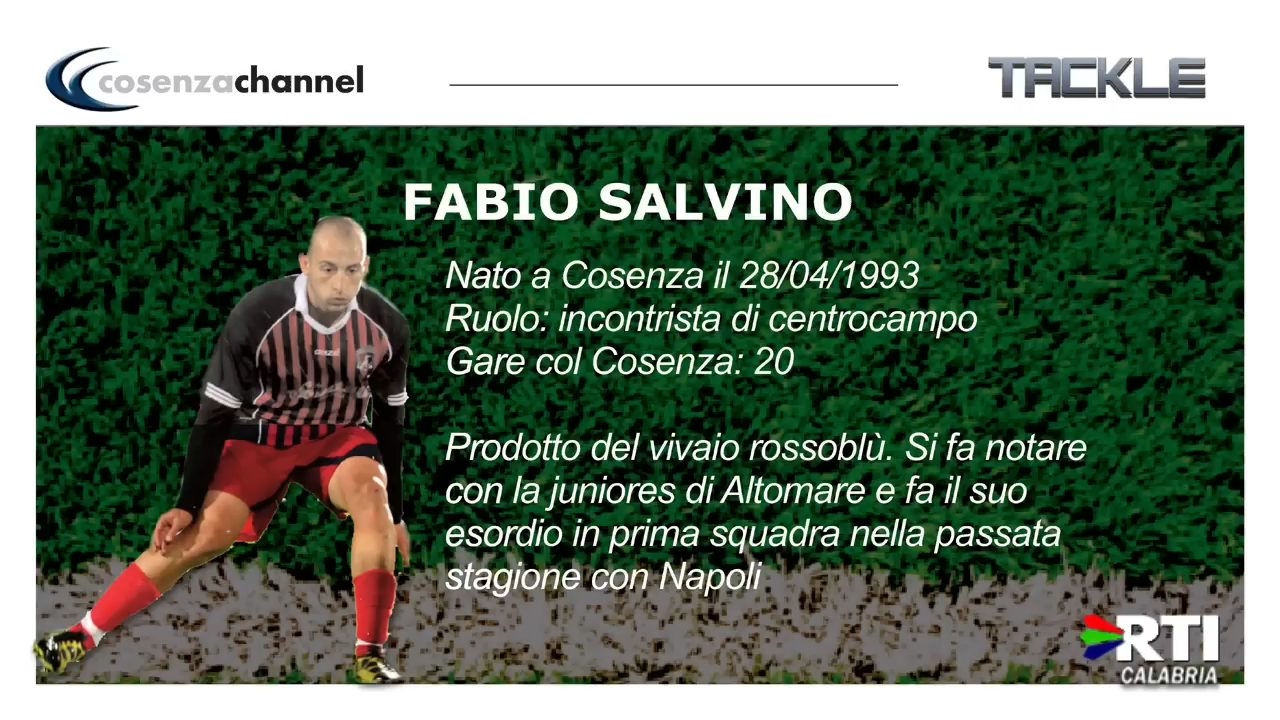 cosenzachannel
TACKLE
FABIO SALVINO
Nato a Cosenza il 28/04/1993
Ruolo: incontrista di centrocampo
Gare col Cosenza: 20
Prodotto del vivaio rossoblù. Si fa notare
con la juniores di Altomare e fa il suo
esordio in prima squadra nella passata
stagione con Napoli
RTI
CALABRIA